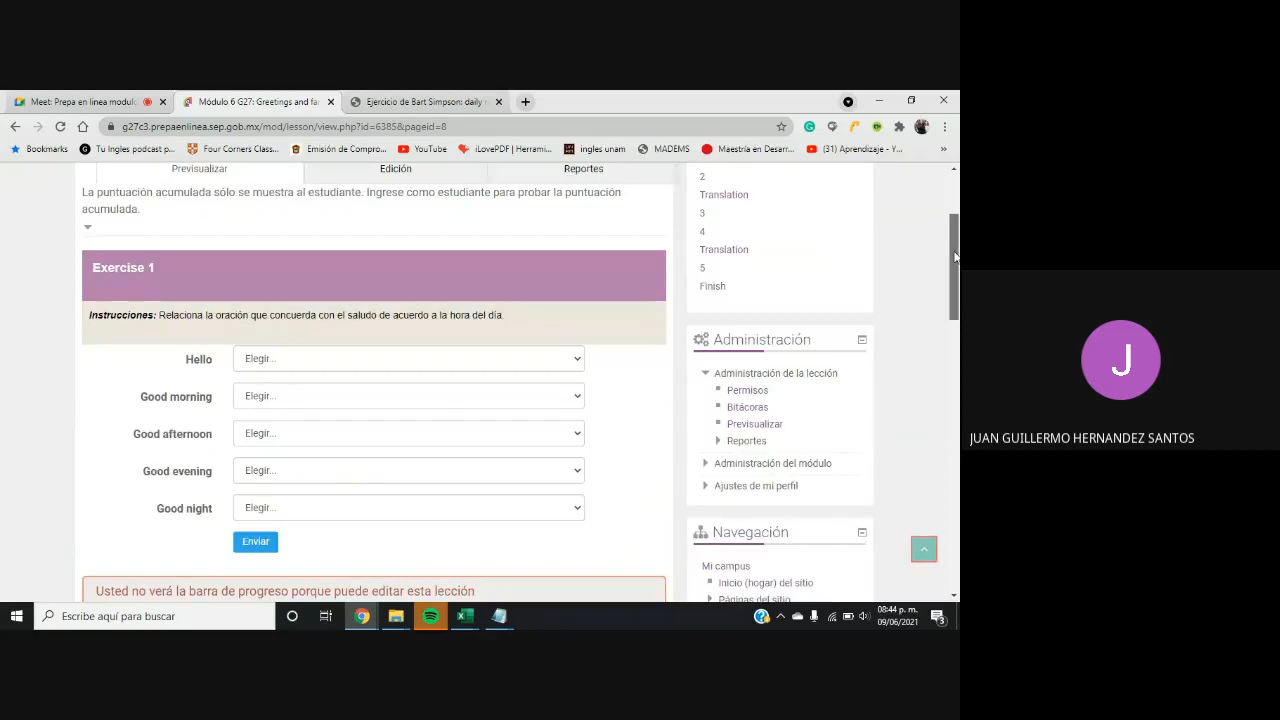 Meet: Prepa en linea modulo
Módulo 6 G27: Greetings and fa
Ejercicio de Bart Simpson: daily r
g27c3.prepaenlinea.sep.gob.mx/mod/lesson/view.php?id=6385&pageid=8
Bookmarks
Tu Ingles podcast p...
Four Corners Class...
Emisión de Compro...
YouTube
iLovePDF | Herrami...
ingles unam
MADEMS
Maestría en Desarr...
(31) Aprendizaje - Y...
Previsualizar
Edición
Reportes
La puntuación acumulada sólo se muestra al estudiante. Ingrese como estudiante para probar la puntuación
acumulada.
Exercise 1
Instrucciones: Relaciona la oración que concuerda con el saludo de acuerdo a la hora del día.
Hello
Elegir...
Good morning
Elegir...
Good afternoon
Elegir...
Good evening
Elegir...
Good night
Elegir...
Enviar
Usted no verá la barra de progreso porque puede editar esta lección
2
Translation
3
4
Translation
5
Finish
Administración
Administración de la lección
Permisos
Bitácoras
Previsualizar
Reportes
Administración del módulo
Ajustes de mi perfil
Navegación
Mi campus
Inicio (hogar) del sitio
Páginas del sitio
J
JUAN GUILLERMO HERNANDEZ SANTOS
Escribe aquí para buscar
08:44 p. m.
09/06/2021
3